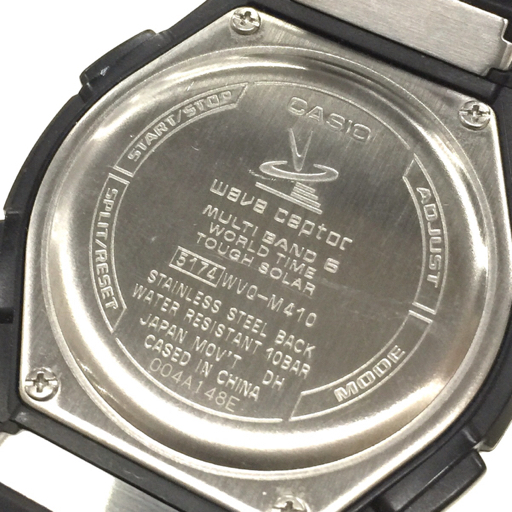 START/STOP
CASIO
wave ceptor
MULTI BAND 6
WORLD TIME
TOUGH SOLAR
5174 WVQ-M410
STAINLESS STEEL BACK
WATER RESISTANT 10BAR
JAPAN MOV'T DH
CASED IN CHINA
004A148E
ADJUST
SPLIT/RESET
MODE